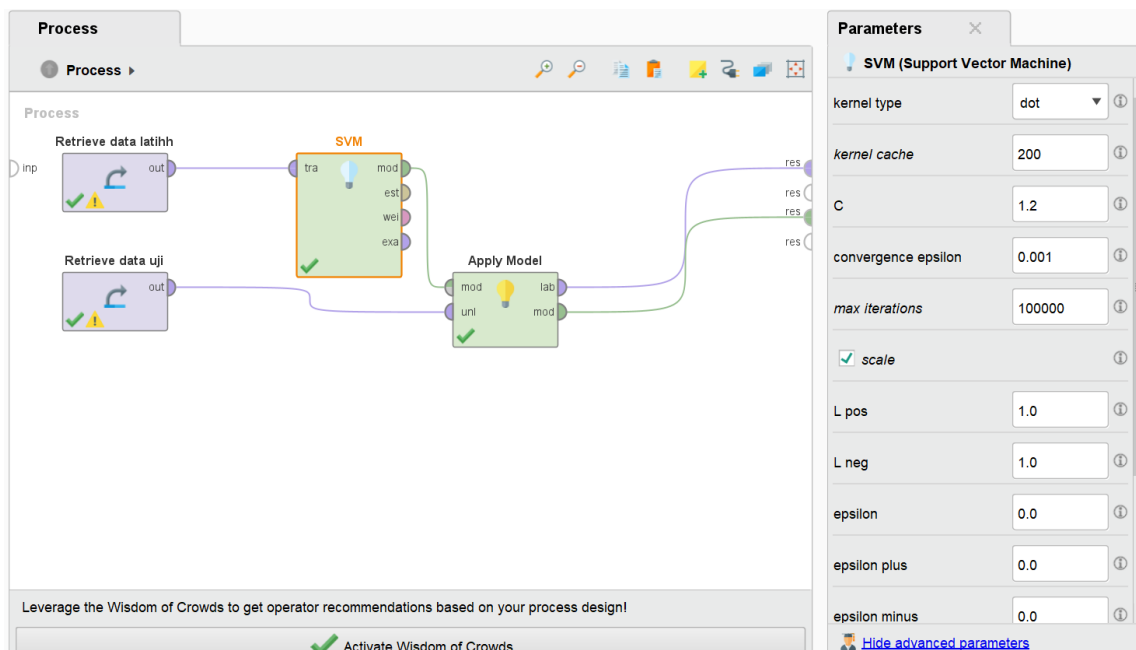 Process
Process
Process
inp
Retrieve data latihh
out
SVM
tra
mod
est
wei
exa
Retrieve data uji
out
Apply Model
mod
lab
unl
mod
res
res
res
res
Leverage the Wisdom of Crowds to get operator recommendations based on your process design!
Activate Wisdom of Crowds
Parameters
SVM (Support Vector Machine)
kernel type dot
kernel cache 200
C 1.2
convergence epsilon 0.001
max iterations 100000
scale
L pos 1.0
L neg 1.0
epsilon 0.0
epsilon plus 0.0
epsilon minus 0.0
Hide advanced parameters